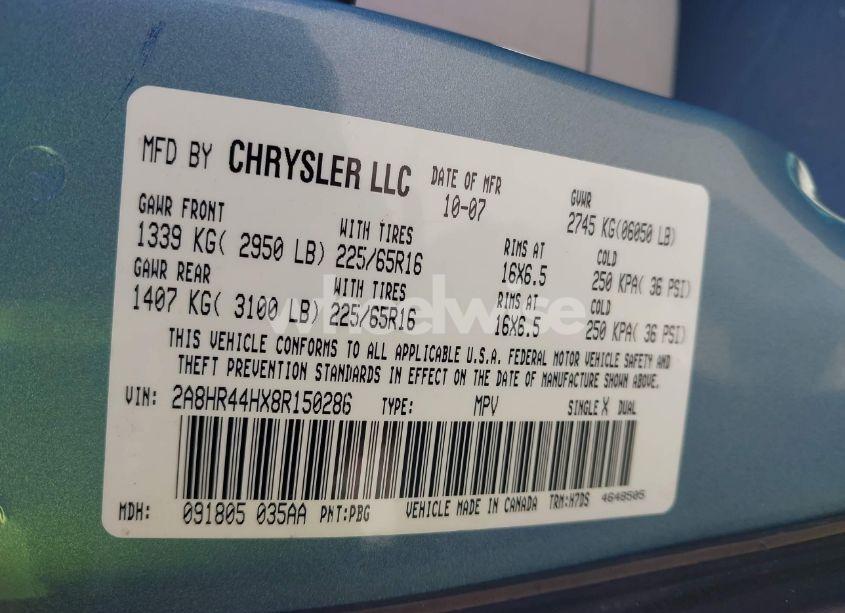 MFD BY CHRYSLER LLC DATE OF MFR 10-07 GVWR 2745 KG(06050 LB)
GAWR FRONT WITH TIRES RIMS AT COLD
1339 KG( 2950 LB) 225/65R16 16X6.5 250 KPA( 36 PSI)
GAWR REAR WITH TIRES RIMS AT COLD
1407 KG( 3100 LB) 225/65R16 16X6.5 250 KPA( 36 PSI)
THIS VEHICLE CONFORMS TO ALL APPLICABLE U.S.A. FEDERAL MOTOR VEHICLE SAFETY AND
THEFT PREVENTION STANDARDS IN EFFECT ON THE DATE OF MANUFACTURE SHOWN ABOVE.
VIN: 2A8HR44HX8R150286 TYPE: MPV SINGLE X DUAL
MDH: 091805 035AA PNT:PBG VEHICLE MADE IN CANADA TRM:H7DS 4648505
wheelwise